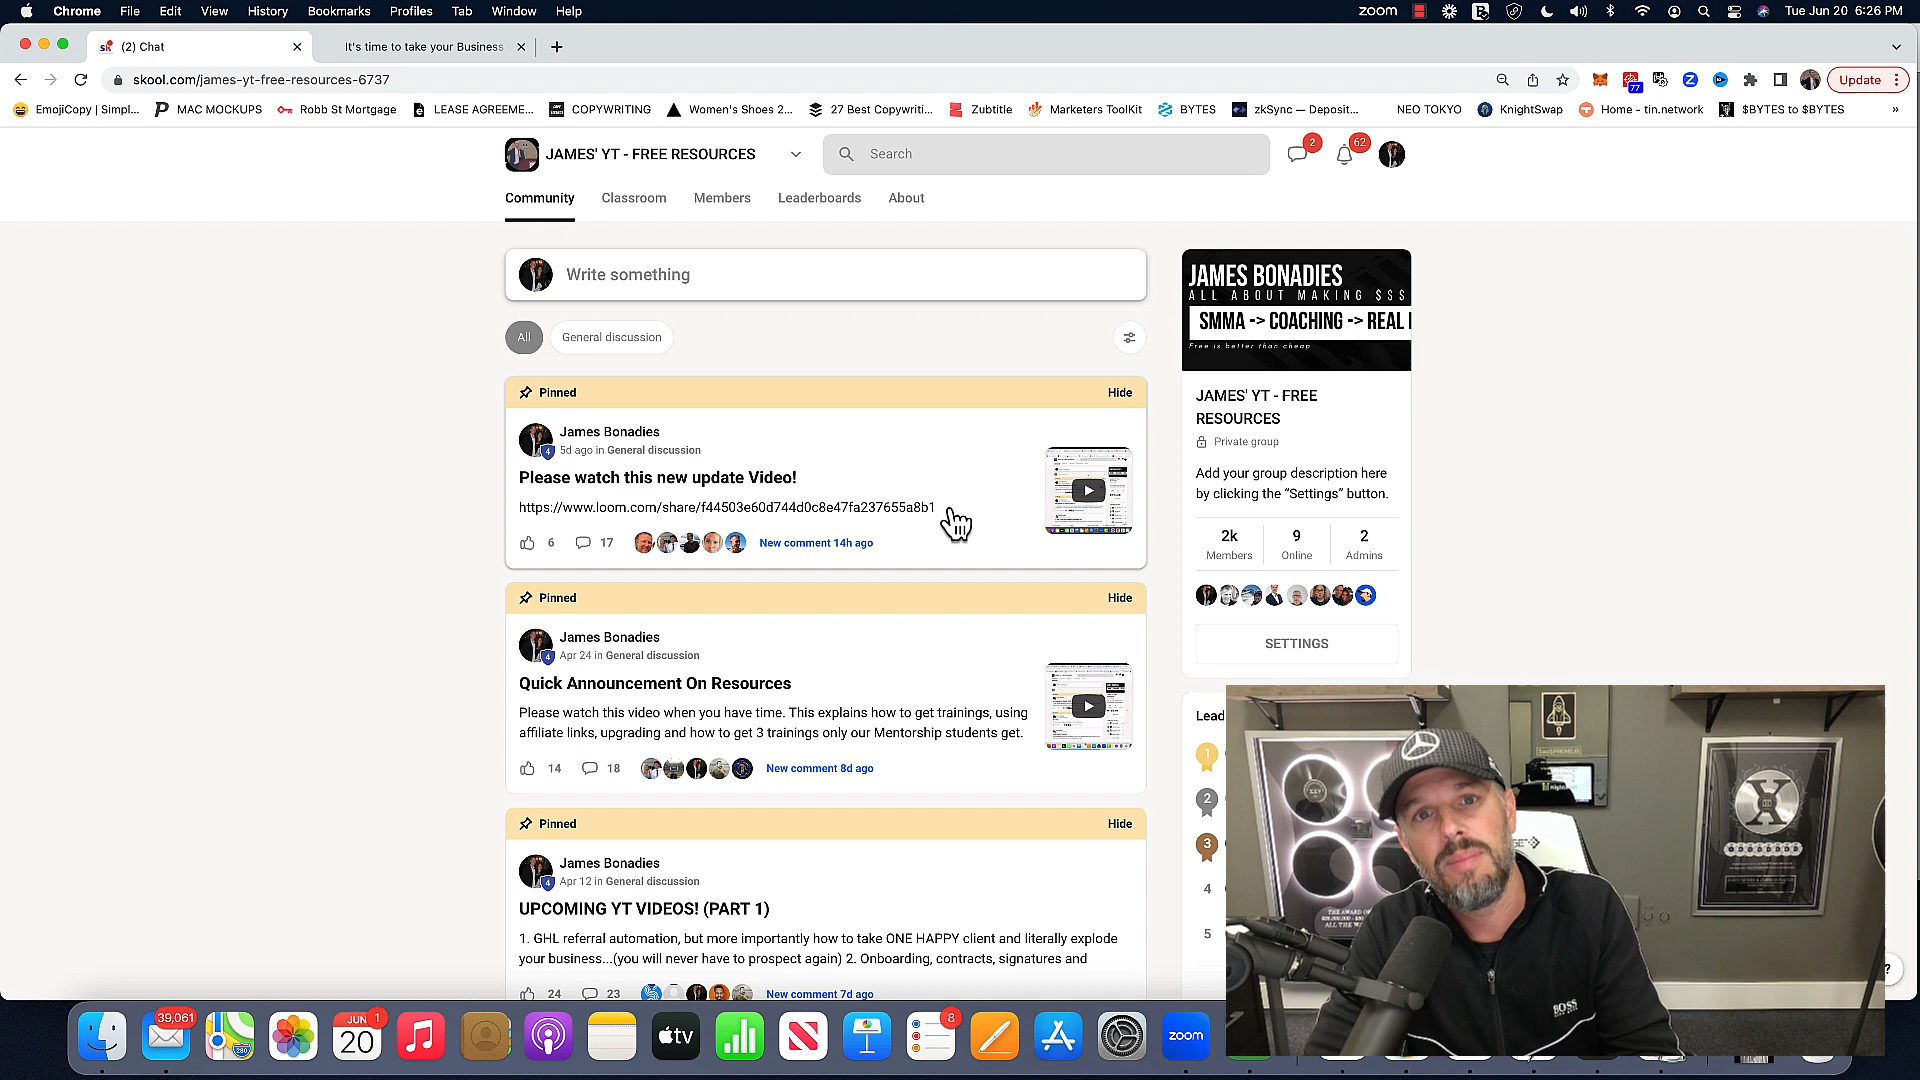 Chrome File Edit View History Bookmarks Profiles Tab Window Help zoom Tue Jun 20 6:26 PM
(2) Chat It's time to take your Business
skool.com/james-yt-free-resources-6737 77 Update
EmojiCopy | Simpl... MAC MOCKUPS Robb St Mortgage LEASE AGREEME... COPYWRITING Women's Shoes 2... 27 Best Copywriti... Zubtitle Marketers ToolKit BYTES zkSync — Deposit... NEO TOKYO KnightSwap Home - tin.network $BYTES to $BYTES »
JAMES' YT - FREE RESOURCES Search 2 62
Community Classroom Members Leaderboards About
Write something
All General discussion
Pinned Hide
James Bonadies
4 5d ago in General discussion
Please watch this new update Video!
https://www.loom.com/share/f44503e60d744d0c8e47fa237655a8b1
6 17 New comment 14h ago
Pinned Hide
James Bonadies
4 Apr 24 in General discussion
Quick Announcement On Resources
Please watch this video when you have time. This explains how to get trainings, using
affiliate links, upgrading and how to get 3 trainings only our Mentorship students get.
14 18 New comment 8d ago
Pinned Hide
James Bonadies
4 Apr 12 in General discussion
UPCOMING YT VIDEOS! (PART 1)
1. GHL referral automation, but more importantly how to take ONE HAPPY client and literally explode
your business...(you will never have to prospect again) 2. Onboarding, contracts, signatures and
24 23 New comment 7d ago
JAMES BONADIES
ALL ABOUT MAKING $$$
SMMA -> COACHING -> REAL
Free is better than cheap
JAMES' YT - FREE
RESOURCES
Private group
Add your group description here
by clicking the “Settings” button.
2k 9 2
Members Online Admins
SETTINGS
Lead
1
2
3
4
5
?
THE AWARD OF
ALL THE WA
X
BOSS
39,061 280 JUN 1 20 tv 8 zoom